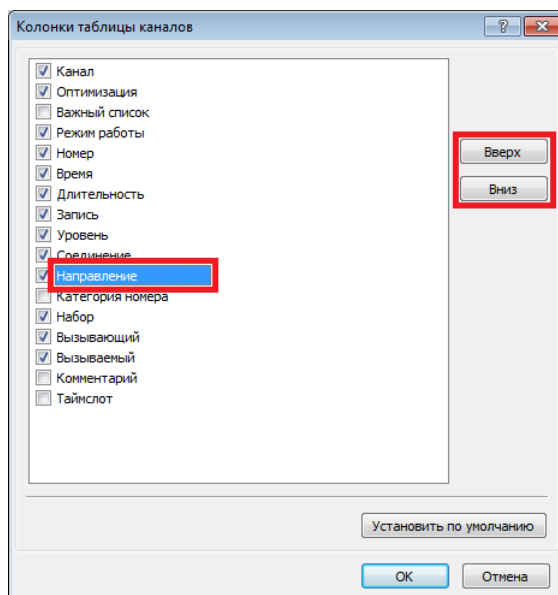 Колонки таблицы каналов
Канал
Оптимизация
Важный список
Режим работы
Номер
Время
Длительность
Запись
Уровень
Соединение
Направление
Категория номера
Набор
Вызывающий
Вызываемый
Комментарий
Таймслот
Вверх
Вниз
Установить по умолчанию
OK
Отмена